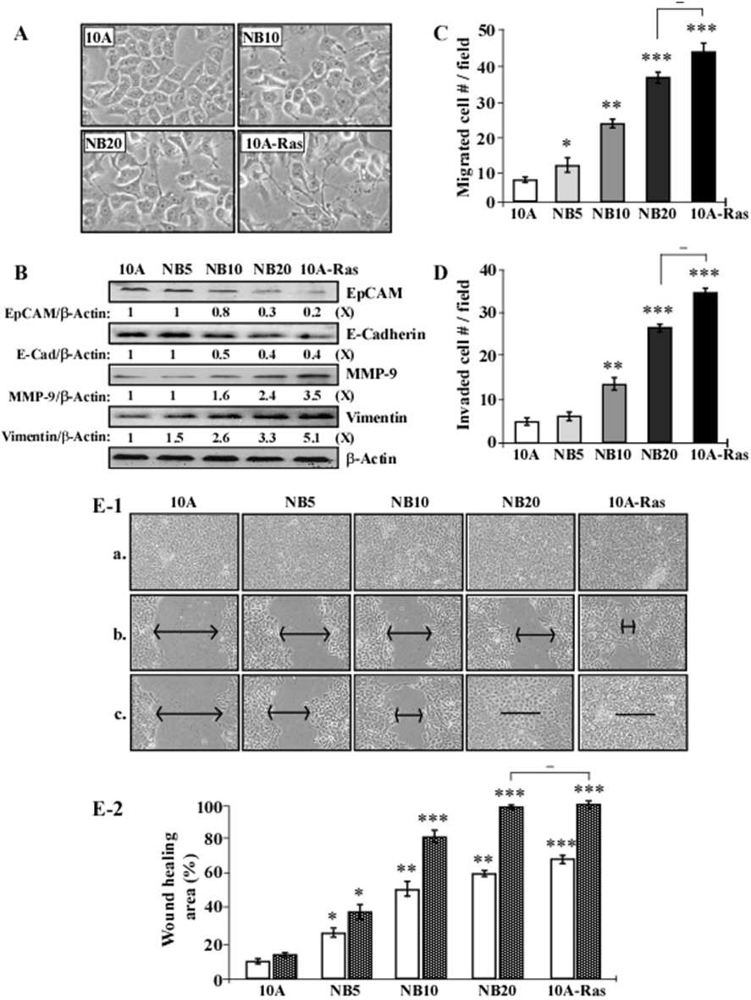 A
10A
NB10
NB20
10A-Ras
C
Migrated cell # / field
50
40
30
20
10
0
*
**
***
***
–
10A NB5 NB10 NB20 10A-Ras
B
10A NB5 NB10 NB20 10A-Ras
EpCAM
EpCAM/β-Actin: 1 1 0.8 0.3 0.2 (X)
E-Cadherin
E-Cad/β-Actin: 1 1 0.5 0.4 0.4 (X)
MMP-9
MMP-9/β-Actin: 1 1 1.6 2.4 3.5 (X)
Vimentin
Vimentin/β-Actin: 1 1.5 2.6 3.3 5.1 (X)
β-Actin
D
Invaded cell # / field
40
30
20
10
0
**
***
***
–
10A NB5 NB10 NB20 10A-Ras
E-1
10A NB5 NB10 NB20 10A-Ras
a.
b.
c.
E-2
Wound healing
area (%)
100
80
60
40
20
0
*
*
**
***
**
***
***
***
–
10A NB5 NB10 NB20 10A-Ras